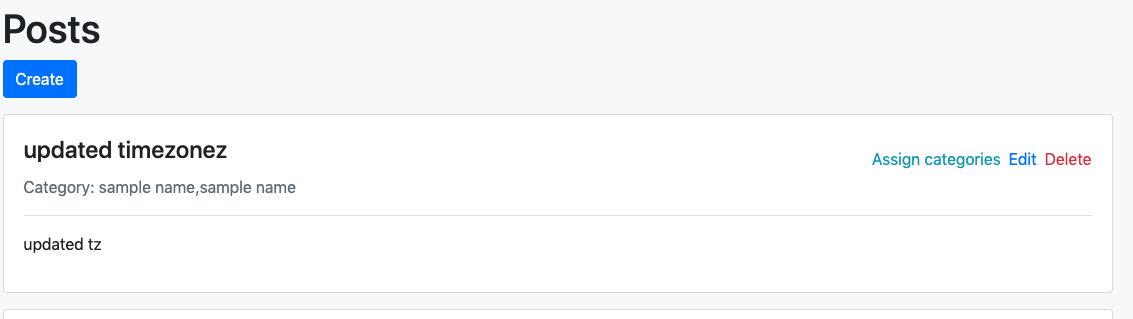 Posts
Create
updated timezonez
Assign categories Edit Delete
Category: sample name,sample name
updated tz